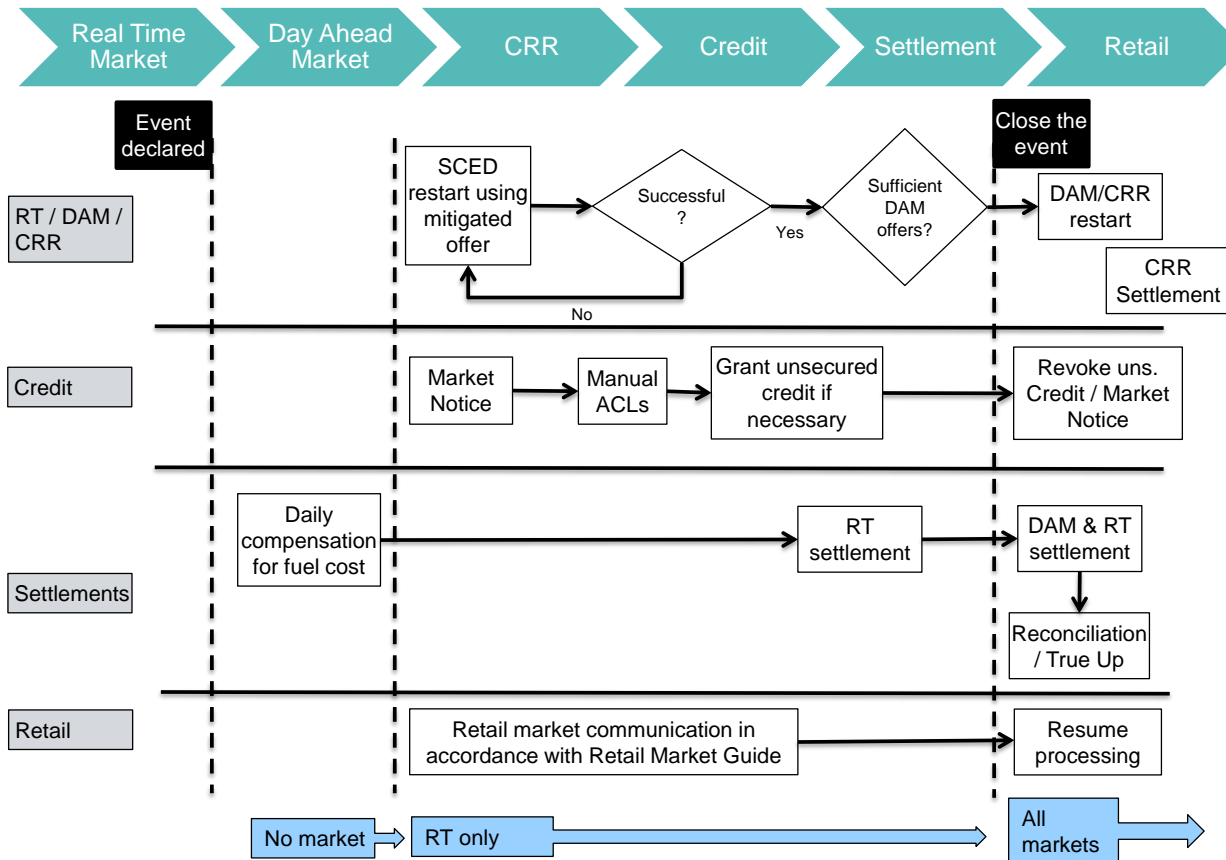 Real Time
Market
Day Ahead
Market
CRR
Credit
Settlement
Retail
Event
declared
Close the
event
RT / DAM /
CRR
SCED
restart using
mitigated
offer
Successful
?
Yes
No
Sufficient
DAM
offers?
DAM/CRR
restart
CRR
Settlement
Credit
Market
Notice
Manual
ACLs
Grant unsecured
credit if
necessary
Revoke uns.
Credit / Market
Notice
Settlements
Daily
compensation
for fuel cost
RT
settlement
DAM & RT
settlement
Reconciliation
/ True Up
Retail
Retail market communication in
accordance with Retail Market Guide
Resume
processing
No market
RT only
All
markets